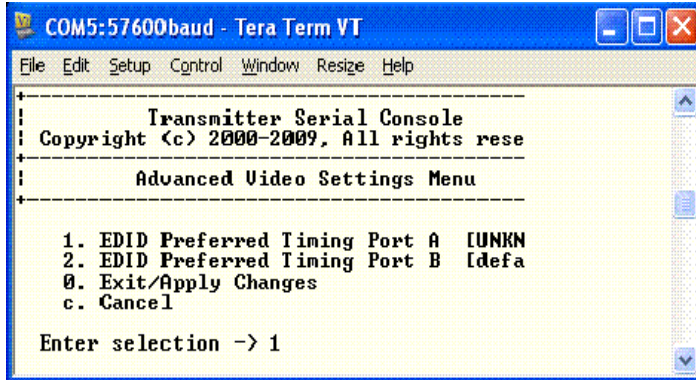 COM5:57600baud - Tera Term VT
File Edit Setup Control Window Resize Help
Transmitter Serial Console
Copyright (c) 2000-2009, All rights rese
Advanced Video Settings Menu
1. EDID Preferred Timing Port A [UNKN
2. EDID Preferred Timing Port B [defa
0. Exit/Apply Changes
c. Cancel
Enter selection -> 1